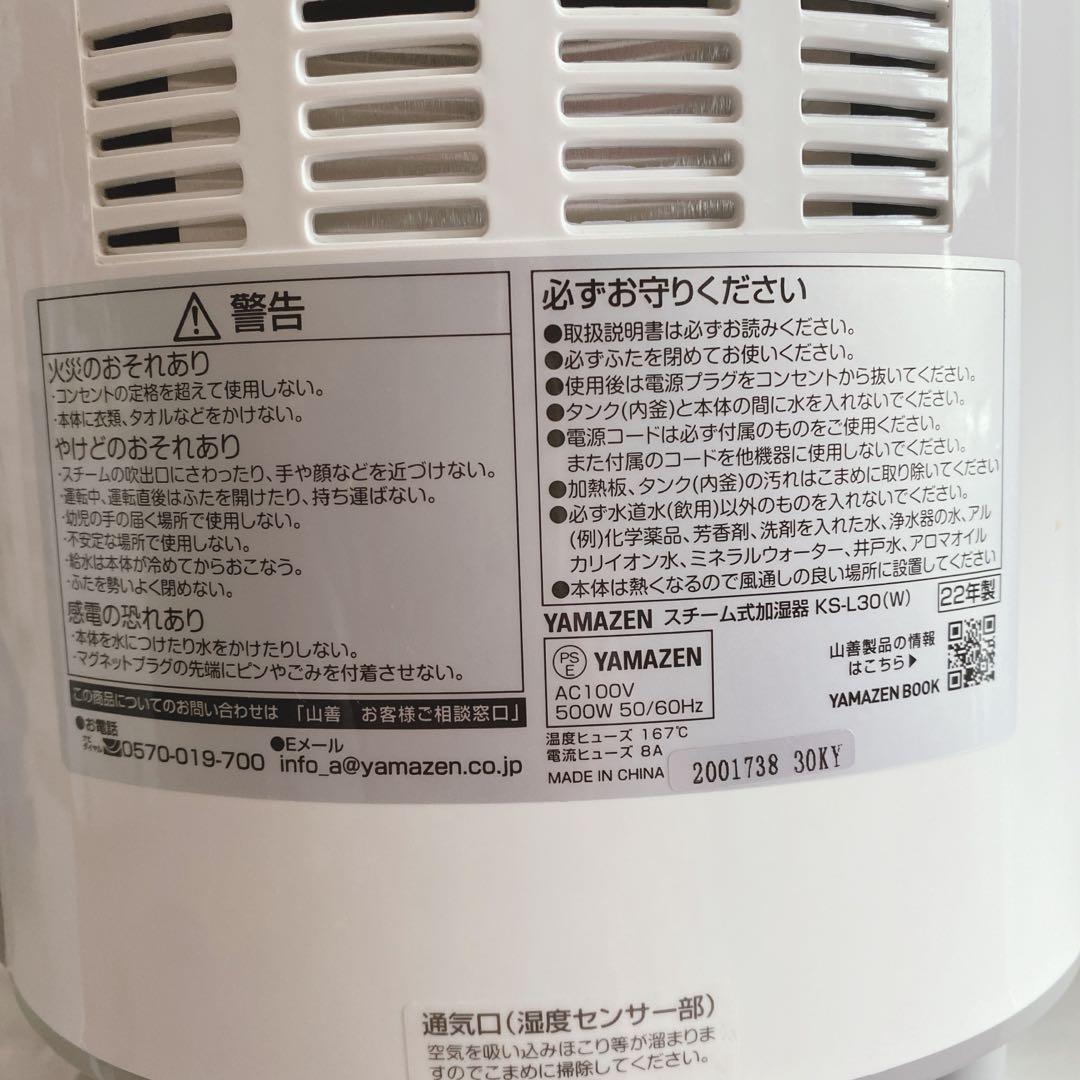 警告
火災のおそれあり
・コンセントの定格を超えて使用しない。
・本体に衣類、タオルなどをかけない。
やけどのおそれあり
・スチームの吹出口にさわったり、手や顔などを近づけない。
・運転中、運転直後はふたを開けたり、持ち運ばない。
・幼児の手の届く場所で使用しない。
・不安定な場所で使用しない。
・給水は本体が冷めてからおこなう。
・ふたを勢いよく閉めない。
感電の恐れあり
・本体を水につけたり水をかけたりしない。
・マグネットプラグの先端にピンやごみを付着させない。
この商品についてのお問い合わせは 「山善 お客様ご相談窓口」
●お電話
ナビダイヤル 0570-019-700
●Eメール
info_a@yamazen.co.jp
必ずお守りください
●取扱説明書は必ずお読みください。
●必ずふたを閉めてお使いください。
●使用後は電源プラグをコンセントから抜いてください。
●タンク(内釜)と本体の間に水を入れないでください。
●電源コードは必ず付属のものをご使用ください。
また付属のコードを他機器に使用しないでください。
●加熱板、タンク(内釜)の汚れはこまめに取り除いてください
●必ず水道水(飲用)以外のものを入れないでください。
(例)化学薬品、芳香剤、洗剤を入れた水、浄水器の水、アル
カリイオン水、ミネラルウォーター、井戸水、アロマオイル
●本体は熱くなるので風通しの良い場所に設置してください
YAMAZEN スチーム式加湿器 KS-L30(W) 22年製
PSE YAMAZEN
AC100V
500W 50/60Hz
山善製品の情報
はこちら▶
YAMAZEN BOOK
温度ヒューズ 167℃
電流ヒューズ 8A
MADE IN CHINA
2001738 30KY
通気口(湿度センサー部)
空気を吸い込みほこり等が溜まりま
すのでこまめに掃除してください。